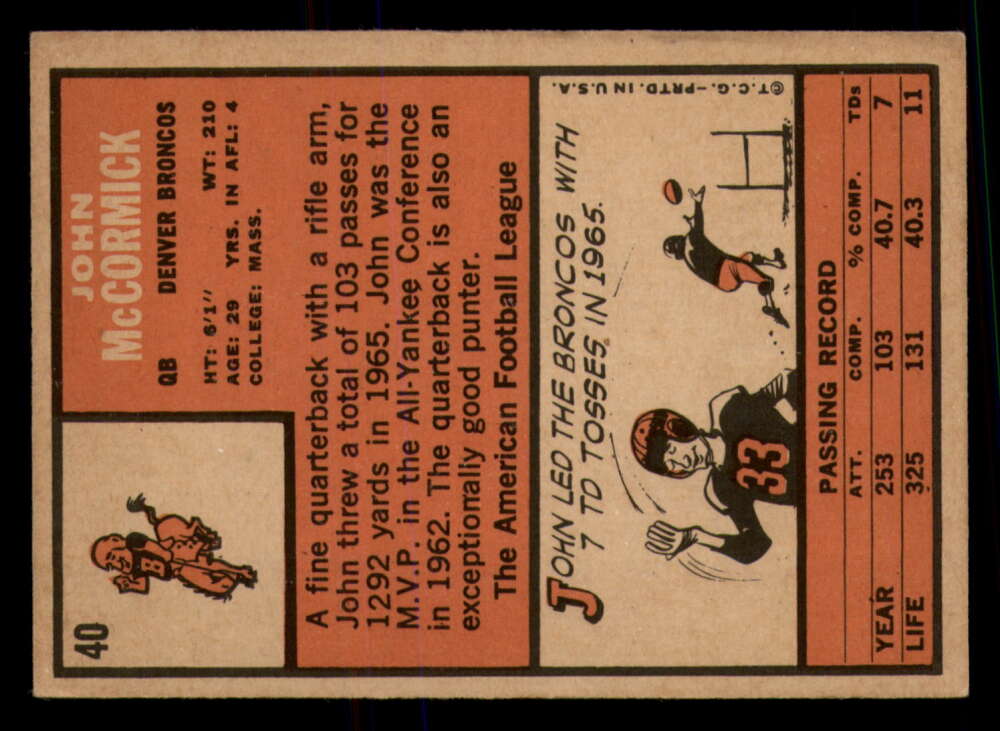 40
8
JOHN
McCORMICK
QB DENVER BRONCOS
HT: 6'1" WT: 210
AGE: 29 YRS. IN AFL: 4
COLLEGE: MASS.
A fine quarterback with a rifle arm,
John threw a total of 103 passes for
1292 yards in 1965. John was the
M.V.P. in the All-Yankee Conference
in 1962. The quarterback is also an
exceptionally good punter.
The American Football League
JOHN LED THE BRONCOS WITH
7 TD TOSSES IN 1965.
33
©T.C.G.—PRTD. IN U.S.A.
PASSING RECORD
ATT. COMP. % COMP. TDs
YEAR 253 103 40.7 7
LIFE 325 131 40.3 11